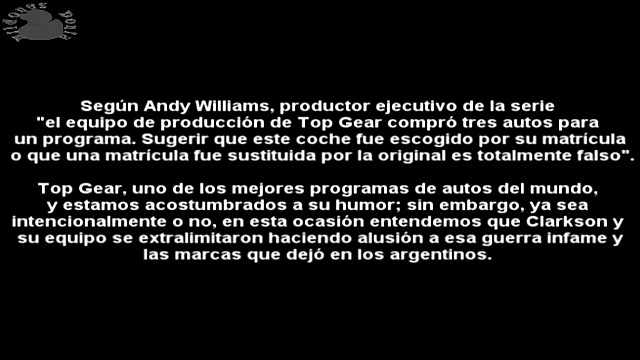 Según Andy Williams, productor ejecutivo de la serie
"el equipo de producción de Top Gear compró tres autos para
un programa. Sugerir que este coche fue escogido por su matrícula
o que una matrícula fue sustituida por la original es totalmente falso".
Top Gear, uno de los mejores programas de autos del mundo,
y estamos acostumbrados a su humor; sin embargo, ya sea
intencionalmente o no, en esta ocasión entendemos que Clarkson y
su equipo se extralimitaron haciendo alusión a esa guerra infame y
las marcas que dejó en los argentinos.